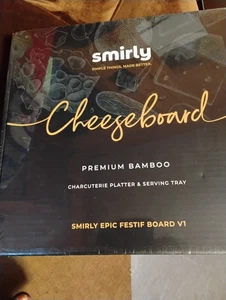 smirly
SIMPLE THINGS, MADE BETTER.
Cheeseboard
PREMIUM BAMBOO
CHARCUTERIE PLATTER & SERVING TRAY
SMIRLY EPIC FESTIF BOARD V1